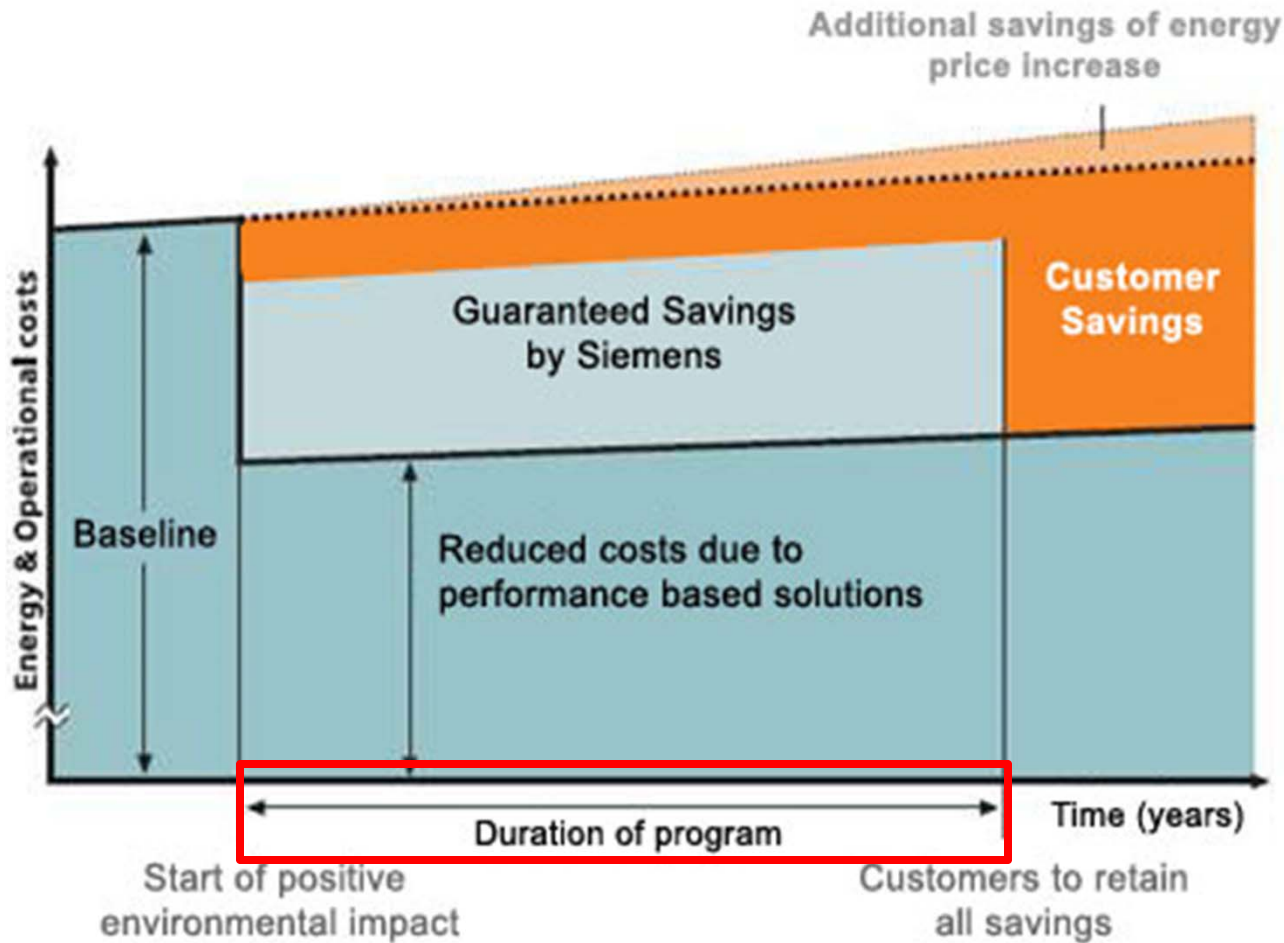 Additional savings of energy
price increase
Energy & Operational costs
Guaranteed Savings
by Siemens
Customer
Savings
Baseline
Reduced costs due to
performance based solutions
Duration of program
Time (years)
Start of positive
environmental impact
Customers to retain
all savings